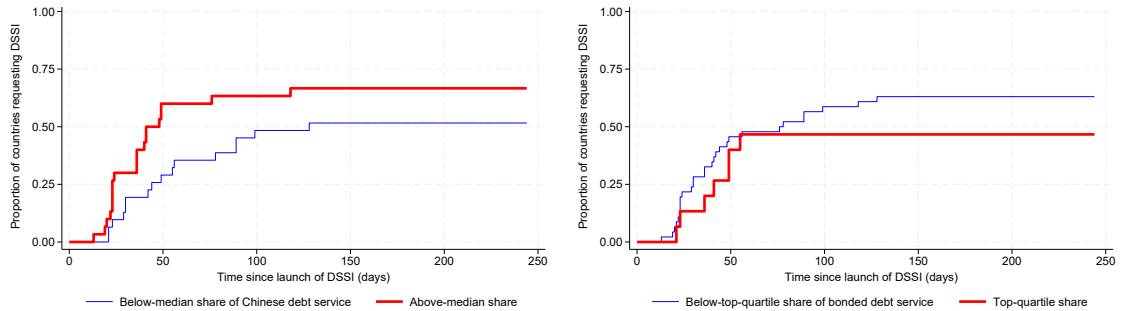 Proportion of countries requesting DSSI
1.00
0.75
0.50
0.25
0.00
0 50 100 150 200 250
Time since launch of DSSI (days)
Below-median share of Chinese debt service Above-median share
Proportion of countries requesting DSSI
1.00
0.75
0.50
0.25
0.00
0 50 100 150 200 250
Time since launch of DSSI (days)
Below-top-quartile share of bonded debt service Top-quartile share